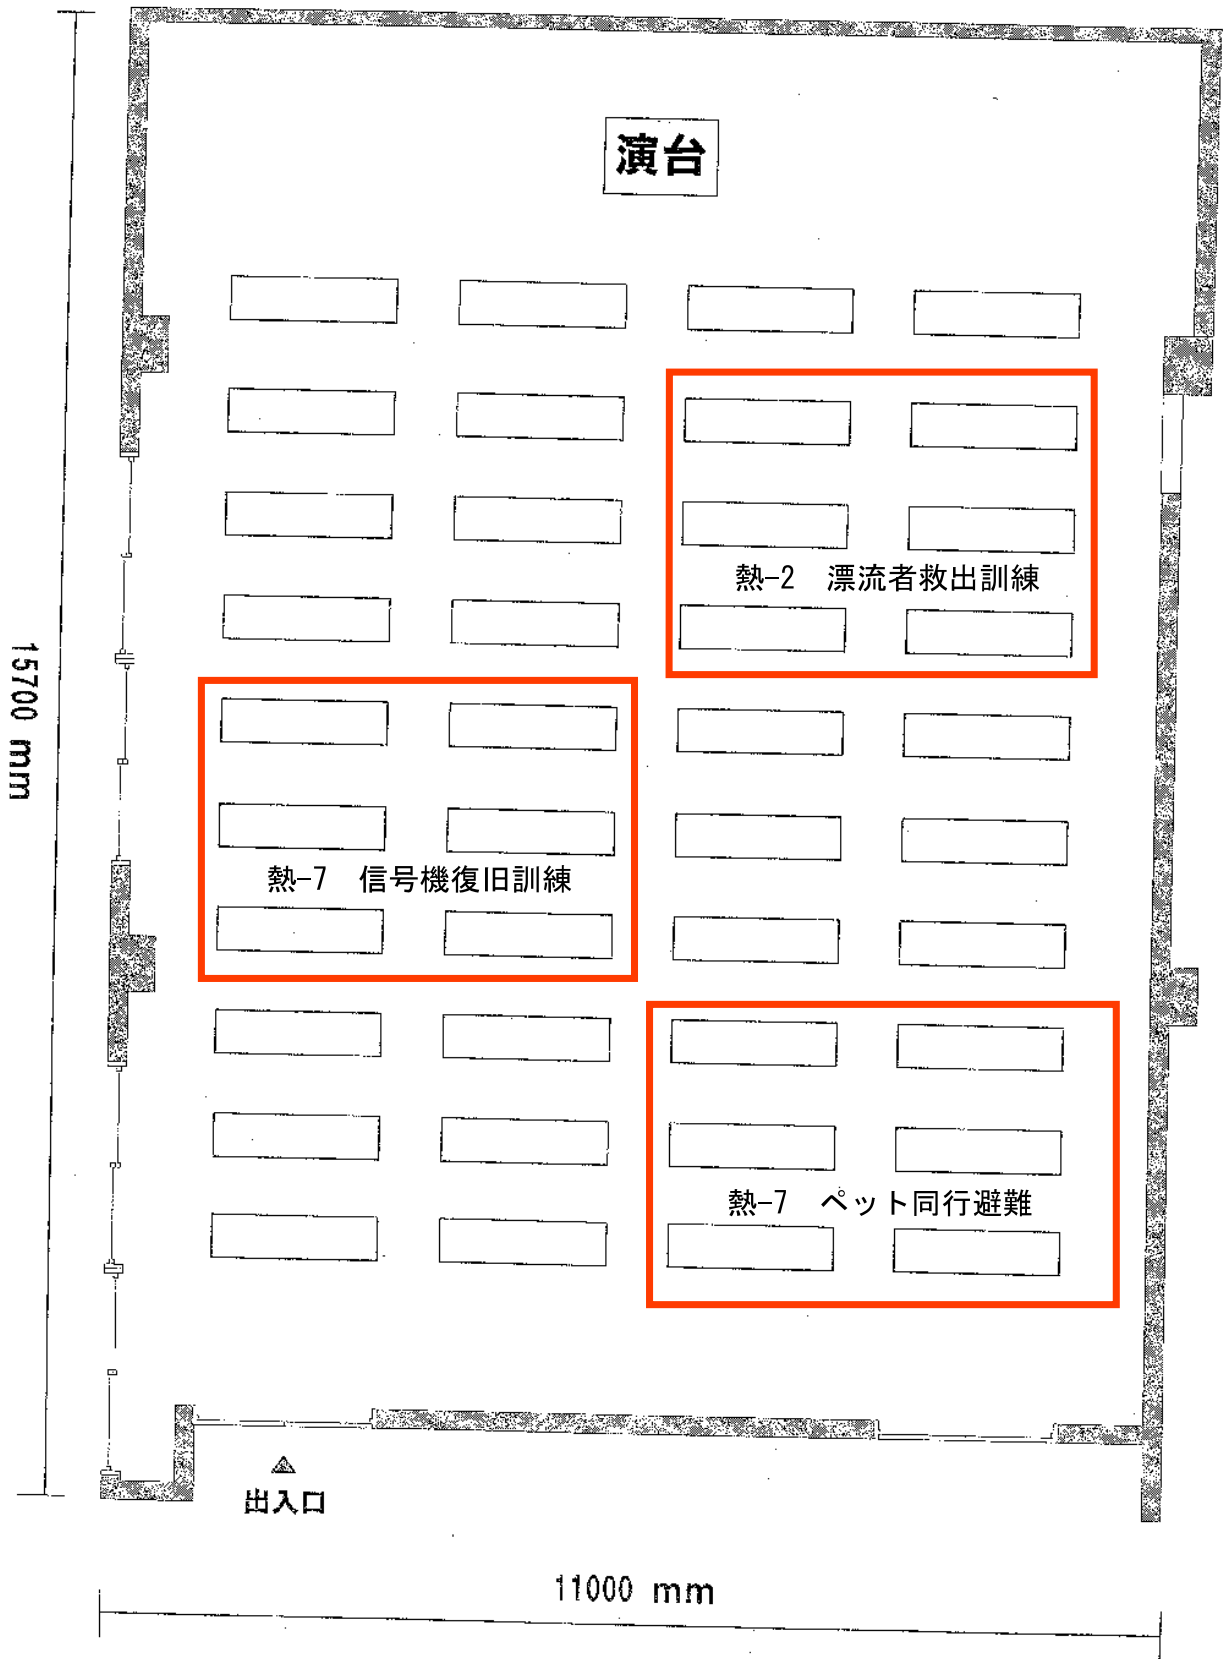 演台
熱-2　漂流者救出訓練
15700 mm
熱-7　信号機復旧訓練
熱-7　ペット同行避難
出入口
11000 mm